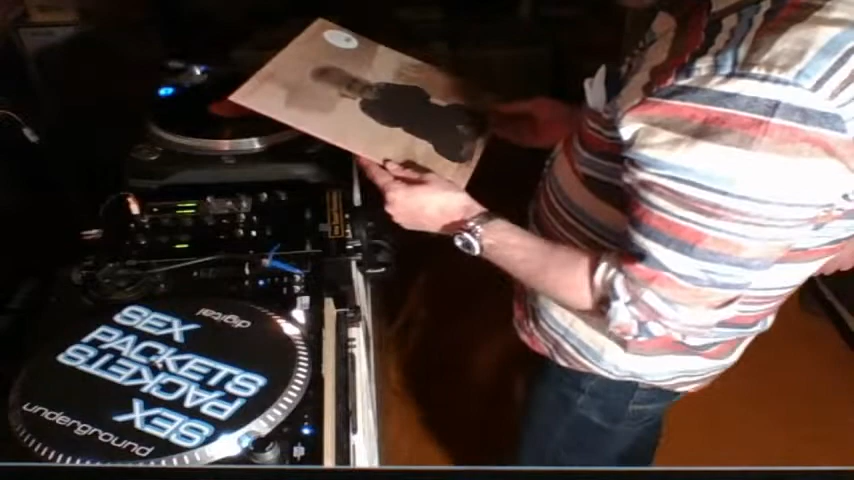 digital
SEX
PACKETS
PACKETS
SEX
underground